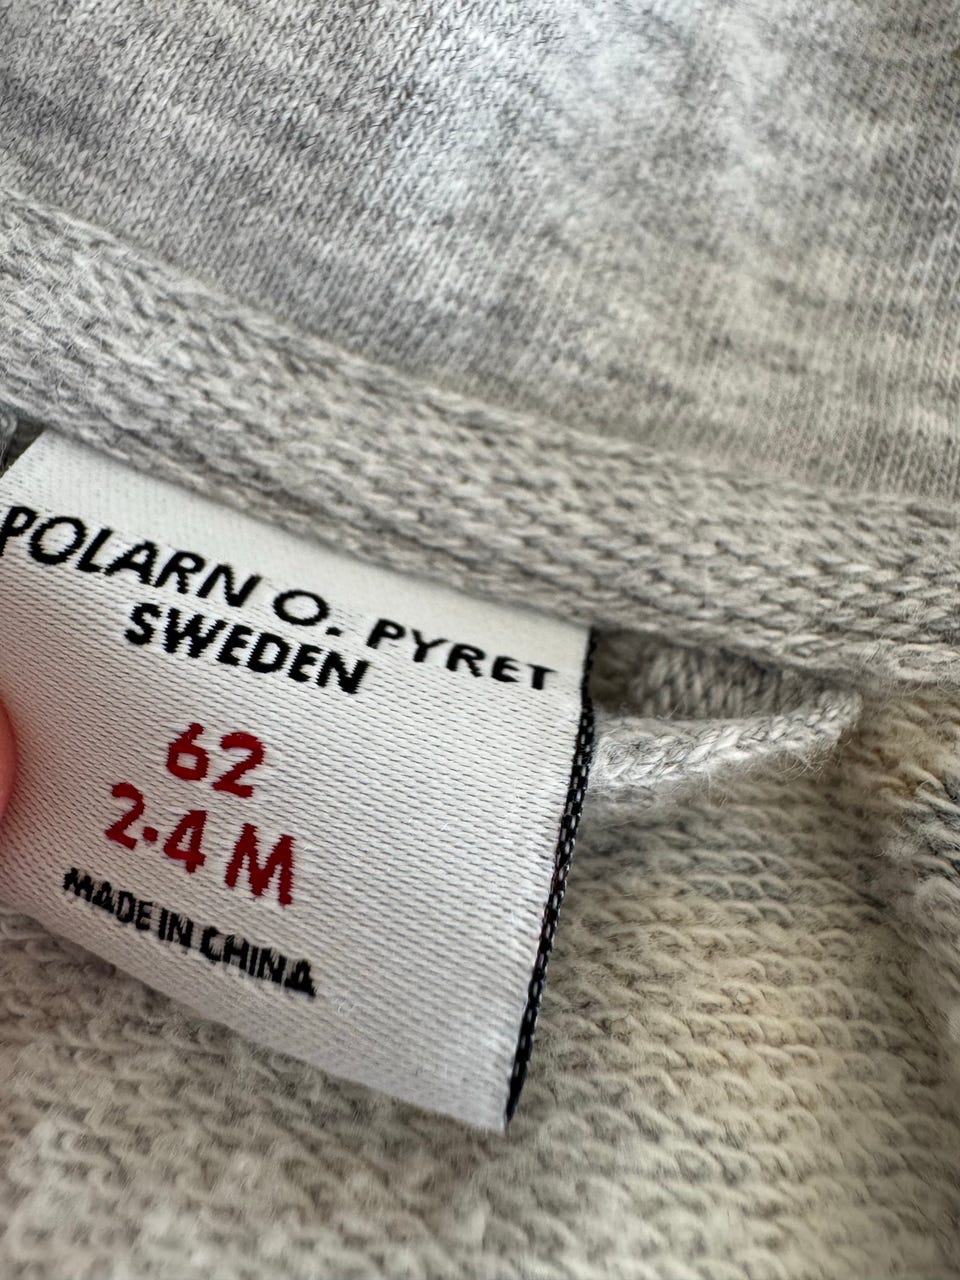 POLARN O. PYRET
SWEDEN
62
2-4 M
MADE IN CHINA